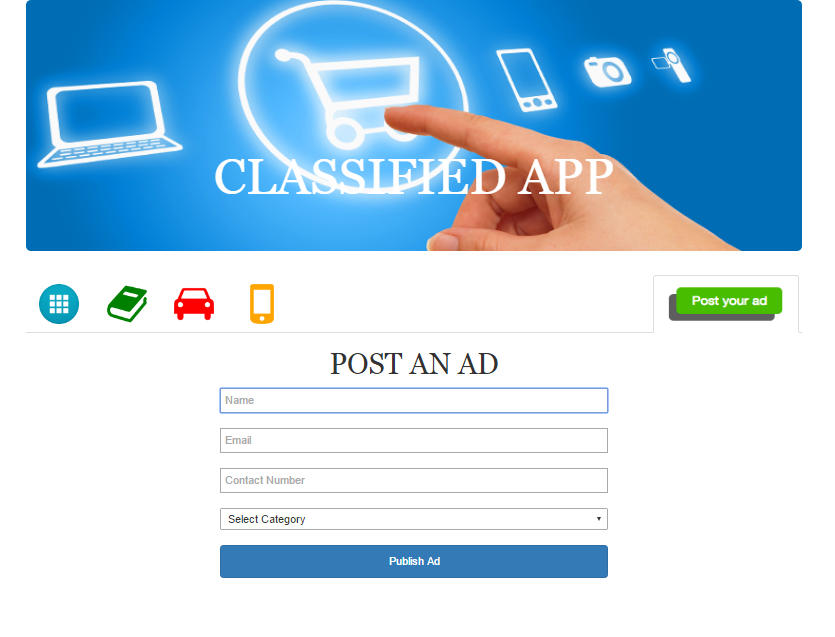 CLASSIFIED APP
Post your ad
POST AN AD
Name
Email
Contact Number
Select Category
Publish Ad